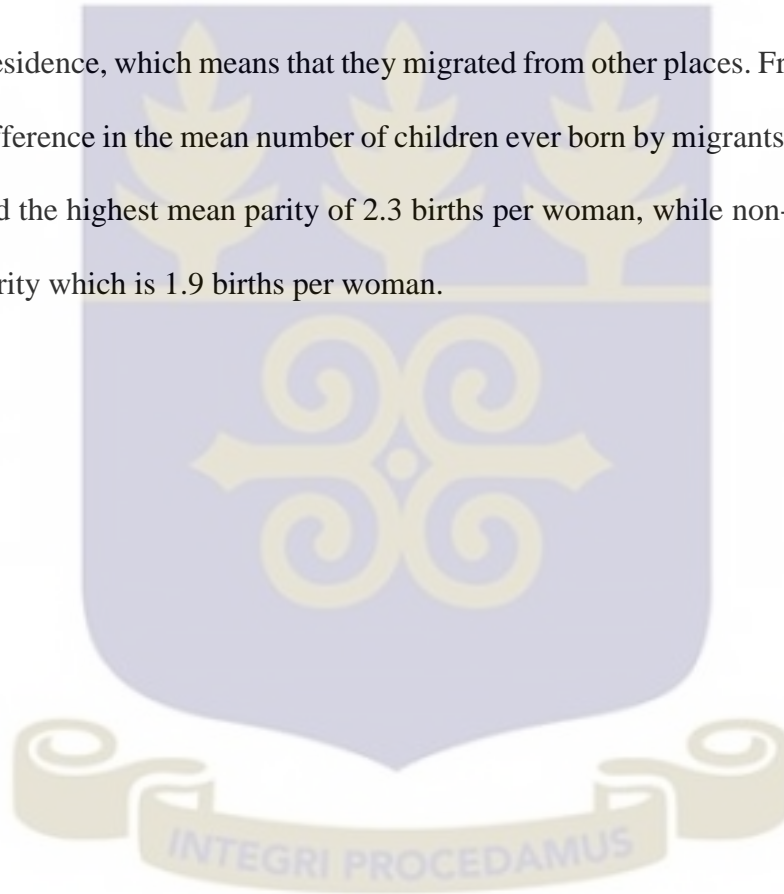 esidence, which means that they migrated from other places. Fr
fference in the mean number of children ever born by migrants
d the highest mean parity of 2.3 births per woman, while non-
rity which is 1.9 births per woman.
INTEGRI PROCEDAMUS